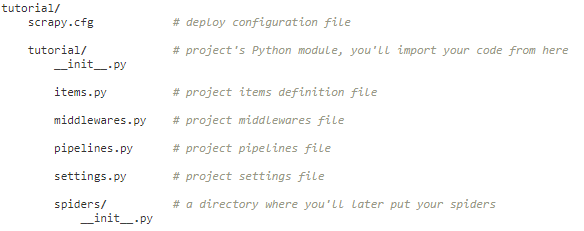 tutorial/
    scrapy.cfg            # deploy configuration file
    tutorial/             # project's Python module, you'll import your code from here
        __init__.py
        items.py          # project items definition file
        middlewares.py    # project middlewares file
        pipelines.py      # project pipelines file
        settings.py       # project settings file
        spiders/          # a directory where you'll later put your spiders
            __init__.py